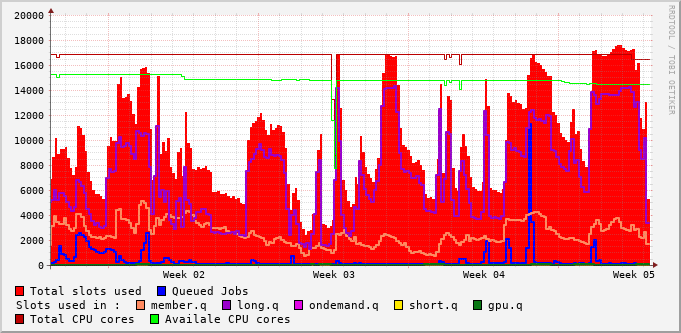 20000
18000
16000
14000
12000
10000
8000
6000
4000
2000
0
Week 02 Week 03 Week 04 Week 05
Total slots used Queued Jobs
Slots used in : member.q long.q ondemand.q short.q gpu.q
Total CPU cores Availale CPU cores
RRDTOOL / TOBI OETIKER